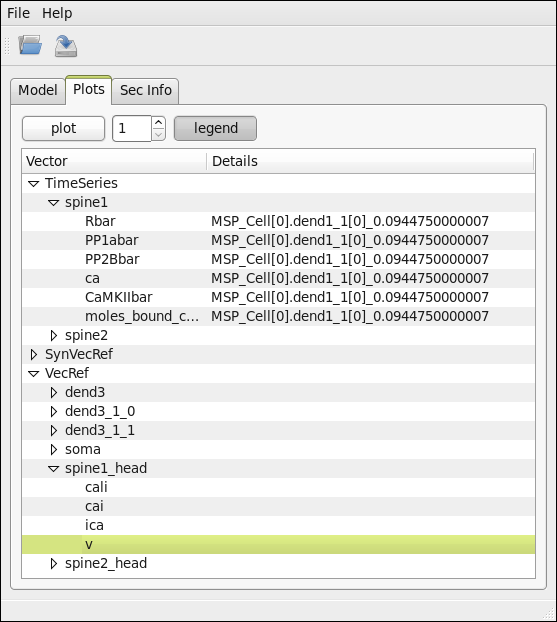 File Help
Model Plots Sec Info
plot 1 legend
Vector Details
TimeSeries
spine1
Rbar MSP_Cell[0].dend1_1[0]_0.0944750000007
PP1abar MSP_Cell[0].dend1_1[0]_0.0944750000007
PP2Bbar MSP_Cell[0].dend1_1[0]_0.0944750000007
ca MSP_Cell[0].dend1_1[0]_0.0944750000007
CaMKIIbar MSP_Cell[0].dend1_1[0]_0.0944750000007
moles_bound_c... MSP_Cell[0].dend1_1[0]_0.0944750000007
spine2
SynVecRef
VecRef
dend3
dend3_1_0
dend3_1_1
soma
spine1_head
cali
cai
ica
v
spine2_head